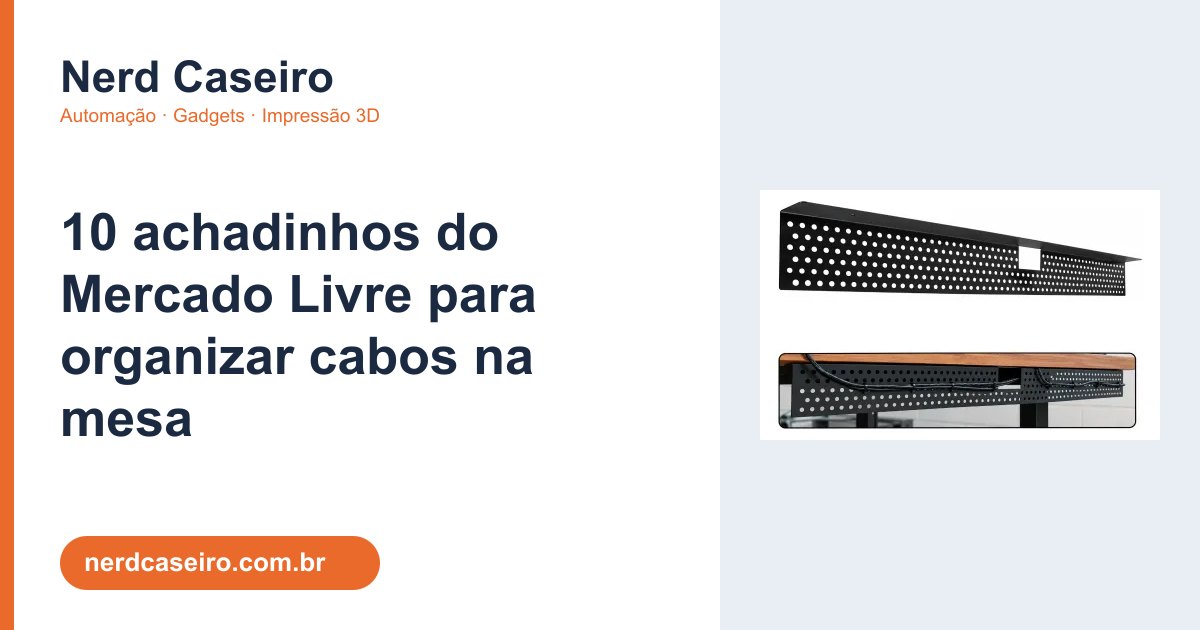 Nerd Caseiro
Automação · Gadgets · Impressão 3D
10 achadinhos do
Mercado Livre para
organizar cabos na
mesa
nerdcaseiro.com.br